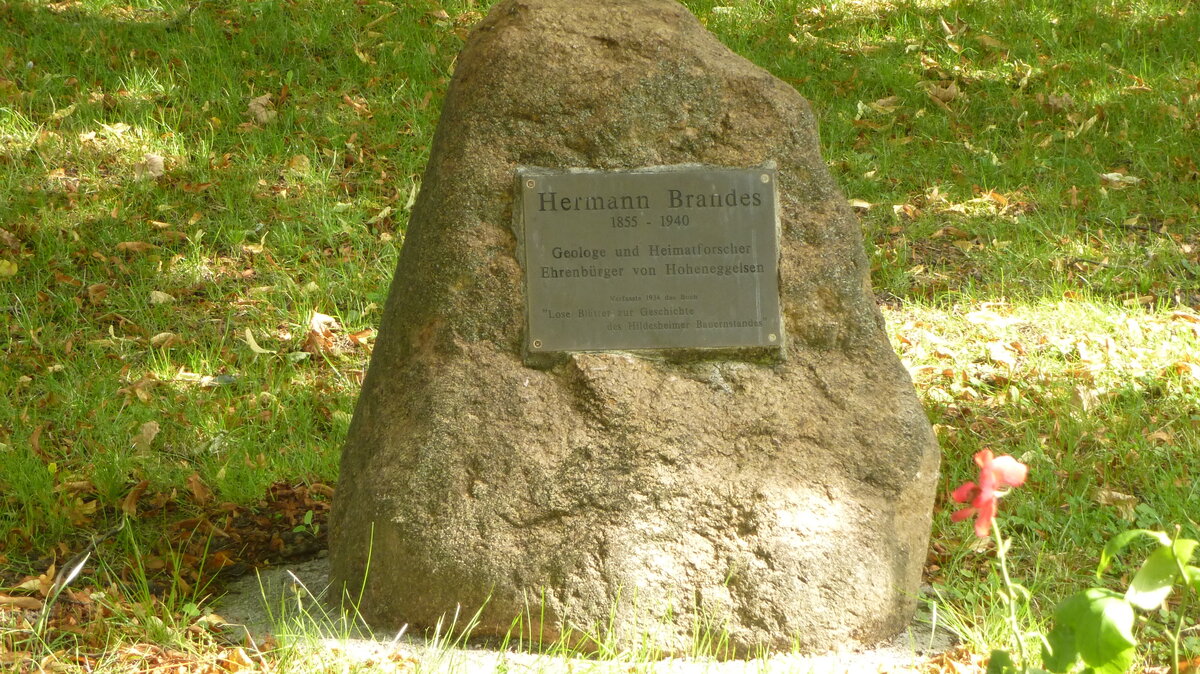 Hermann Brandes
1855 - 1940
Geologe und Heimatforscher
Ehrenbürger von Hoheneggelsen
Verfasste 1936 das Buch
"Lose Blätter zur Geschichte
des Hildesheimer Bauernstandes"